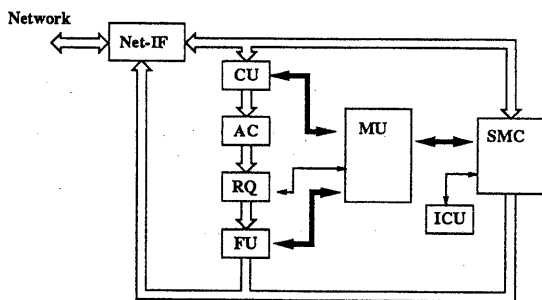 Network
Net-IF
CU
AC
MU
SMC
RQ
ICU
FU